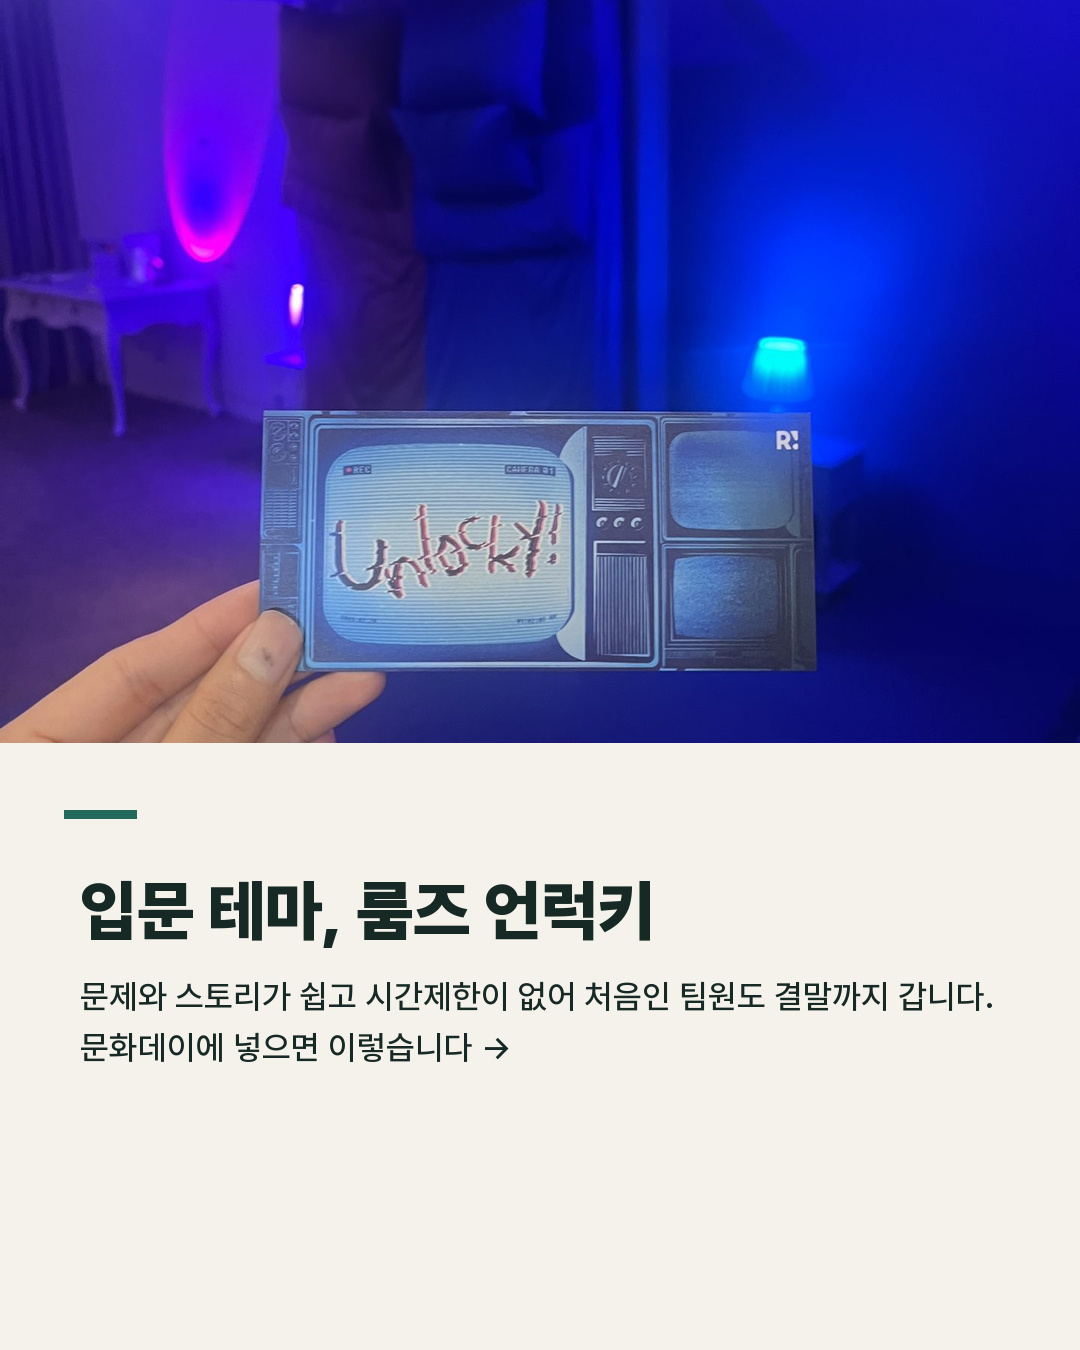 R!
REC
CAMERA 01
Unlocky!
입문 테마, 룸즈 언럭키
문제와 스토리가 쉽고 시간제한이 없어 처음인 팀원도 결말까지 갑니다.
문화데이에 넣으면 이렇습니다 →